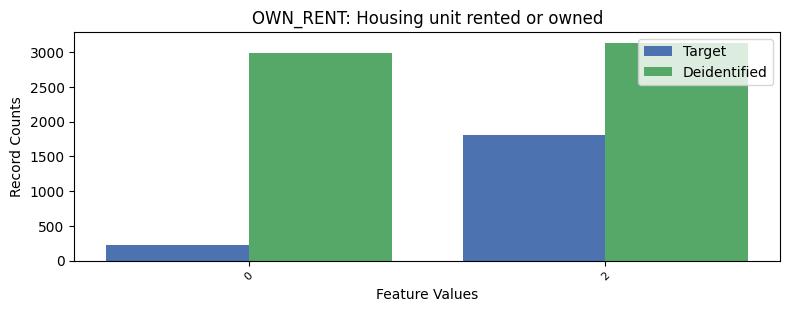 OWN_RENT: Housing unit rented or owned
Target
Deidentified
Record Counts
3000
2500
2000
1500
1000
500
0
0
2
Feature Values